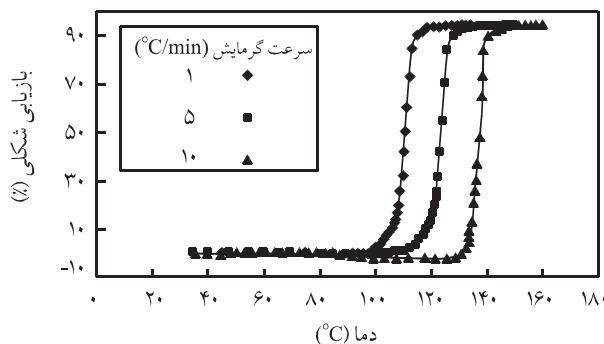 سرعت گرمایش (°C/min)
۱
۵
۱۰
بازیابی شکلی (٪)
۹۰
۷۰
۵۰
۳۰
۱۰
-۱۰
۰ ۲۰ ۴۰ ۶۰ ۸۰ ۱۰۰ ۱۲۰ ۱۴۰ ۱۶۰ ۱۸۰
دما (°C)